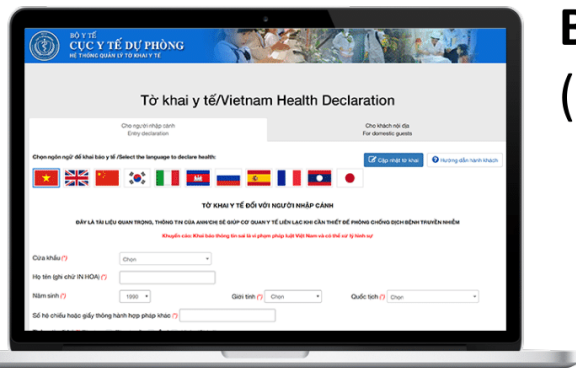 BỘ Y TẾ
CỤC Y TẾ DỰ PHÒNG
HỆ THỐNG QUẢN LÝ TỜ KHAI Y TẾ
Tờ khai y tế/Vietnam Health Declaration
Cho người nhập cảnh
Entry declaration
Cho khách nội địa
For domestic guests
Chọn ngôn ngữ để khai báo y tế /Select the language to declare health:
Cập nhật tờ khai
Hướng dẫn hành khách
TỜ KHAI Y TẾ ĐỐI VỚI NGƯỜI NHẬP CẢNH
ĐÂY LÀ TÀI LIỆU QUAN TRỌNG, THÔNG TIN CỦA ANH/CHỊ SẼ GIÚP CƠ QUAN Y TẾ LIÊN LẠC KHI CẦN THIẾT ĐỂ PHÒNG CHỐNG DỊCH BỆNH TRUYỀN NHIỄM
Khuyến cáo: Khai báo thông tin sai là vi phạm pháp luật Việt Nam và có thể xử lý hình sự
Cửa khẩu (*) Chọn
Họ tên (ghi chữ IN HOA) (*)
Năm sinh (*) 1990 Giới tính (*) Chọn Quốc tịch (*) Chọn
Số hộ chiếu hoặc giấy thông hành hợp pháp khác (*)
(